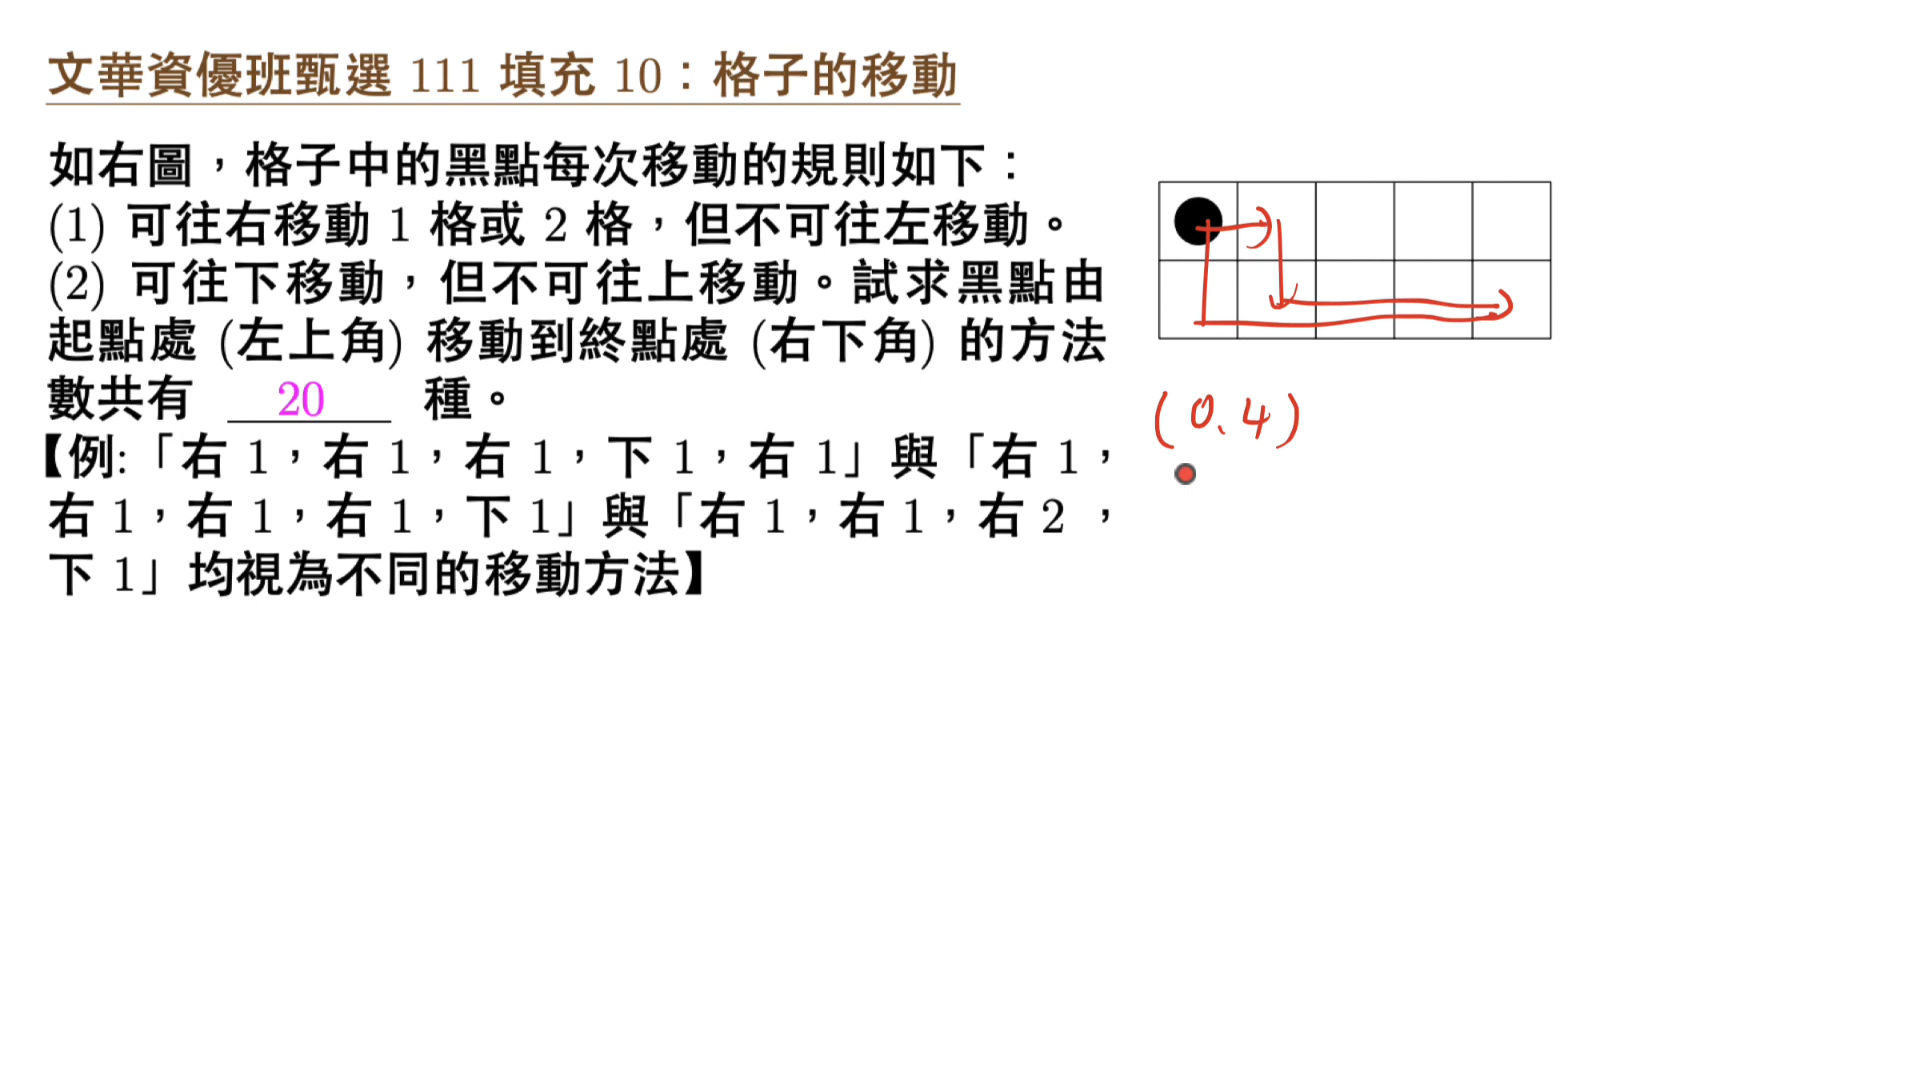 文華資優班甄選 111 填充 10：格子的移動
如右圖，格子中的黑點每次移動的規則如下：
(1) 可往右移動 1 格或 2 格，但不可往左移動。
(2) 可往下移動，但不可往上移動。試求黑點由
起點處 (左上角) 移動到終點處 (右下角) 的方法
數共有 20 種。
【例:「右 1，右 1，右 1，下 1，右 1」與「右 1，
右 1，右 1，右 1，下 1」與「右 1，右 1，右 2 ，
下 1」均視為不同的移動方法】
(0.4)